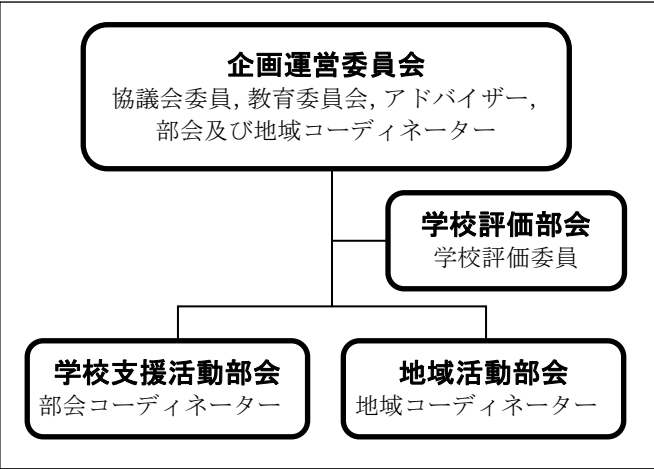 企画運営委員会
協議会委員, 教育委員会, アドバイザー,
部会及び地域コーディネーター
学校評価部会
学校評価委員
学校支援活動部会
部会コーディネーター
地域活動部会
地域コーディネーター